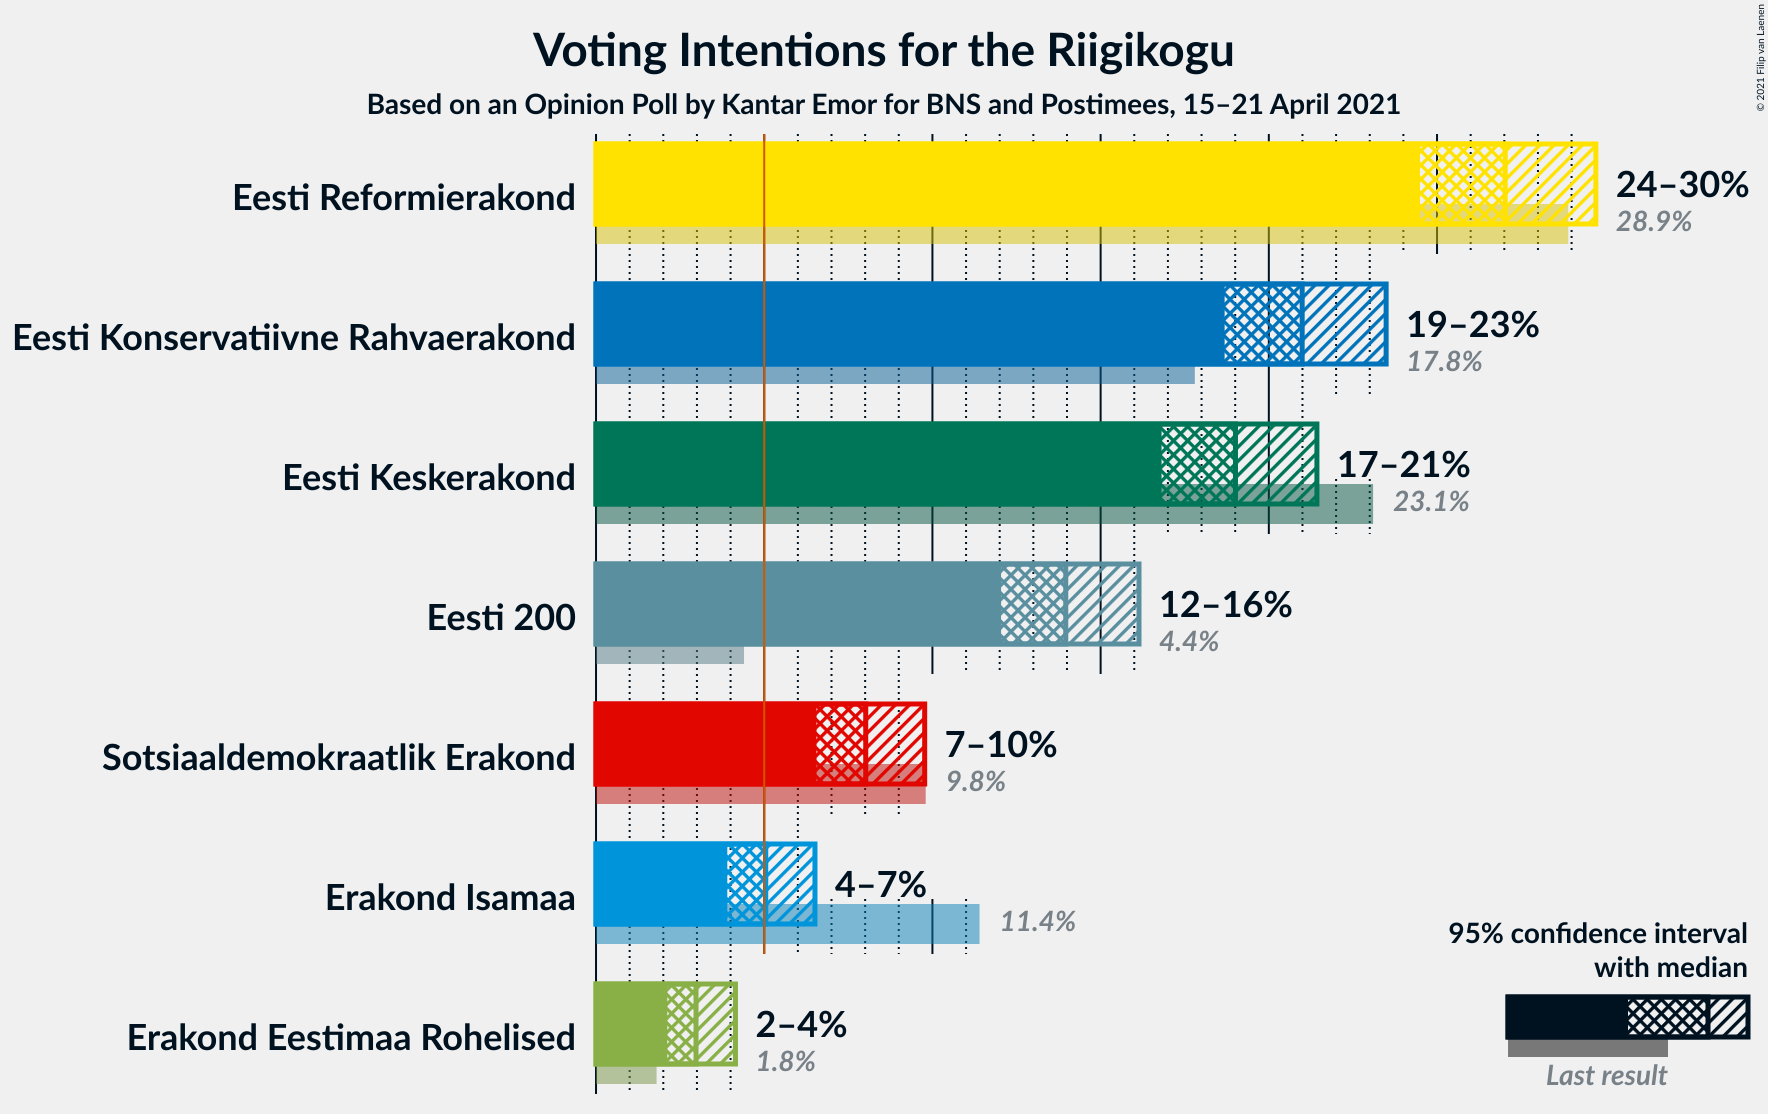 Voting Intentions for the Riigikogu
Based on an Opinion Poll by Kantar Emor for BNS and Postimees, 15–21 April 2021
© 2021 Filip van Laenen
Eesti Reformierakond
24–30%
28.9%
Eesti Konservatiivne Rahvaerakond
19–23%
17.8%
Eesti Keskerakond
17–21%
23.1%
Eesti 200
12–16%
4.4%
Sotsiaaldemokraatlik Erakond
7–10%
9.8%
Erakond Isamaa
4–7%
11.4%
Erakond Eestimaa Rohelised
2–4%
1.8%
95% confidence interval
with median
Last result